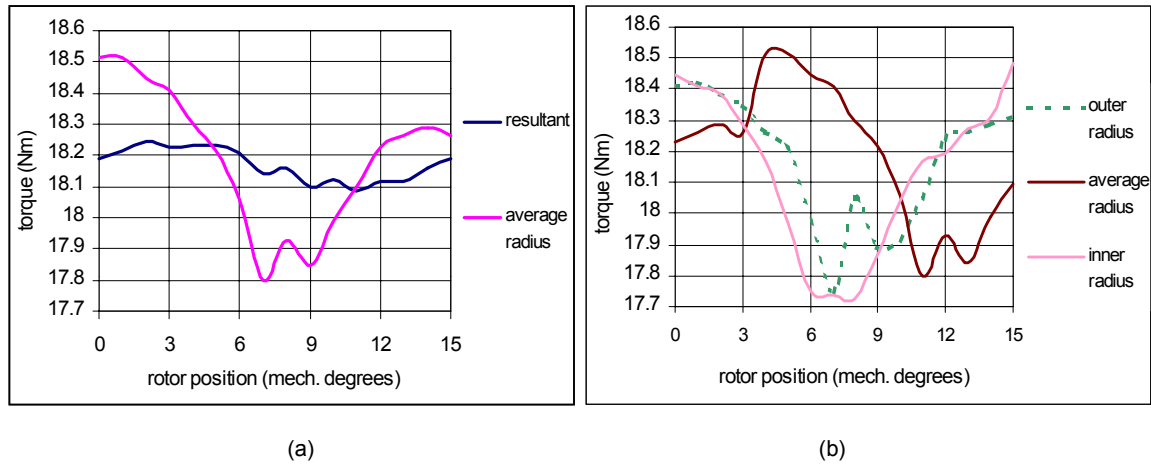 18.6
18.5
18.4
18.3
18.2
18.1
18
17.9
17.8
17.7
torque (Nm)
0 3 6 9 12 15
rotor position (mech. degrees)
resultant
average
radius
(a)
18.6
18.5
18.4
18.3
18.2
18.1
18
17.9
17.8
17.7
torque (Nm)
0 3 6 9 12 15
rotor position (mech. degrees)
outer
radius
average
radius
inner
radius
(b)